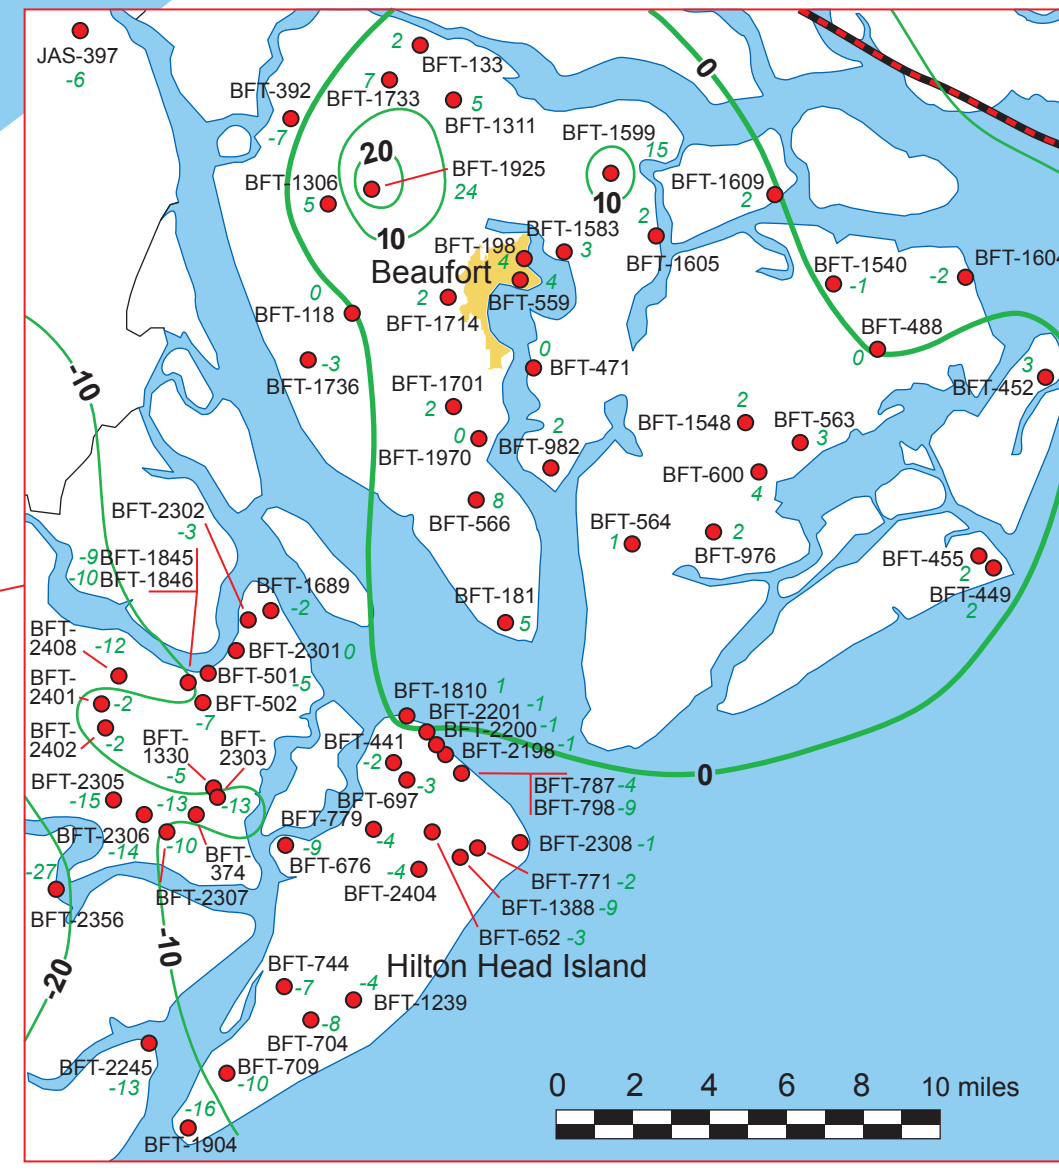 JAS-397
-6
2
BFT-133
7
BFT-1733
5
BFT-1311
BFT-392
-7
0
BFT-1599
15
10
20
BFT-1925
24
10
BFT-1306
5
BFT-1609
2
BFT-198
4
BFT-1583
3
2
BFT-1605
Beaufort
4
BFT-559
2
BFT-1714
BFT-1540
-1
-2
BFT-1604
0
BFT-118
BFT-488
0
-3
BFT-1736
0
BFT-471
3
BFT-452
-10
BFT-1701
2
0
BFT-1970
2
BFT-982
2
BFT-1548
BFT-563
3
BFT-600
4
8
BFT-566
BFT-564
1
2
BFT-976
BFT-455
2
BFT-449
2
BFT-2302
-3
-9
BFT-1845
-10
BFT-1846
BFT-1689
-2
BFT-181
5
BFT-
2408
-12
BFT-2301
0
BFT-501
-5
BFT-
2401
-2
BFT-502
-7
BFT-
2402
-2
BFT-1810
1
BFT-2201
-1
BFT-2200
-1
BFT-2198
-1
0
BFT-
1330
-5
BFT-
2303
-13
BFT-441
-2
-3
BFT-697
BFT-787
-4
BFT-798
-9
BFT-2305
-15
BFT-2306
-14
-13
BFT-
374
-10
BFT-2307
BFT-779
-4
-9
BFT-676
-4
BFT-2404
BFT-2308
-1
BFT-771
-2
BFT-1388
-9
BFT-652
-3
-27
BFT-2356
-20
-10
Hilton Head Island
BFT-744
-7
-4
BFT-1239
-8
BFT-704
BFT-2245
-13
BFT-709
-10
-16
BFT-1904
0 2 4 6 8 10 miles